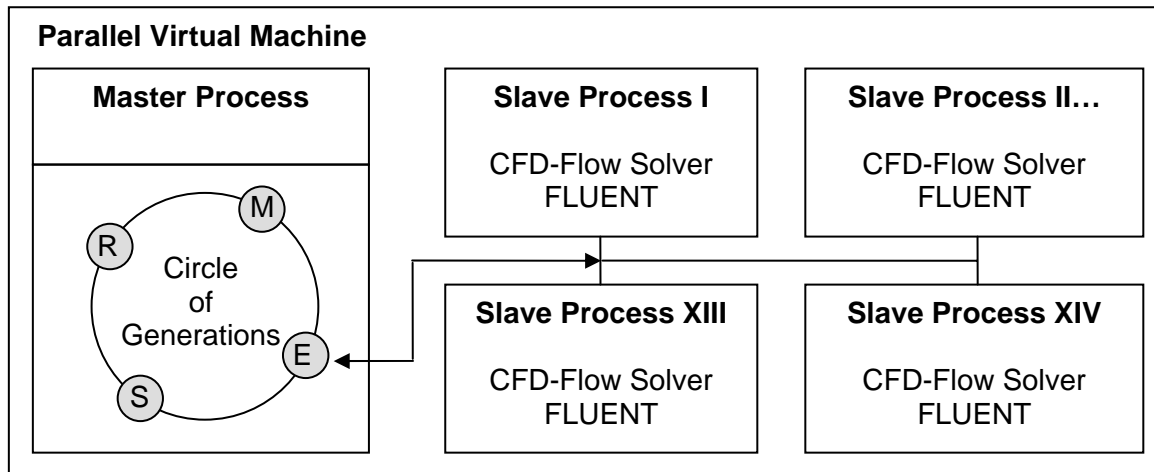 Parallel Virtual Machine
Master Process
M
R
Circle
of
Generations
E
S
Slave Process I
CFD-Flow Solver
FLUENT
Slave Process II…
CFD-Flow Solver
FLUENT
Slave Process XIII
CFD-Flow Solver
FLUENT
Slave Process XIV
CFD-Flow Solver
FLUENT